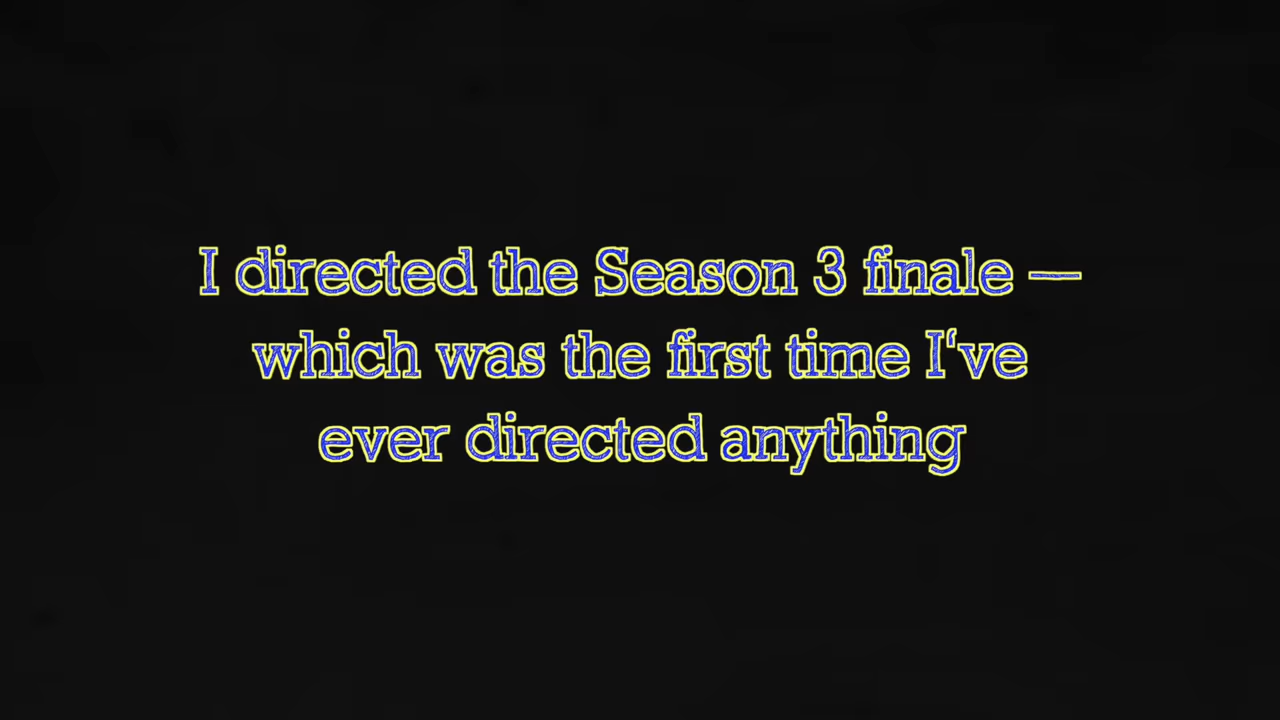 I directed the Season 3 finale —
which was the first time I‘ve
ever directed anything